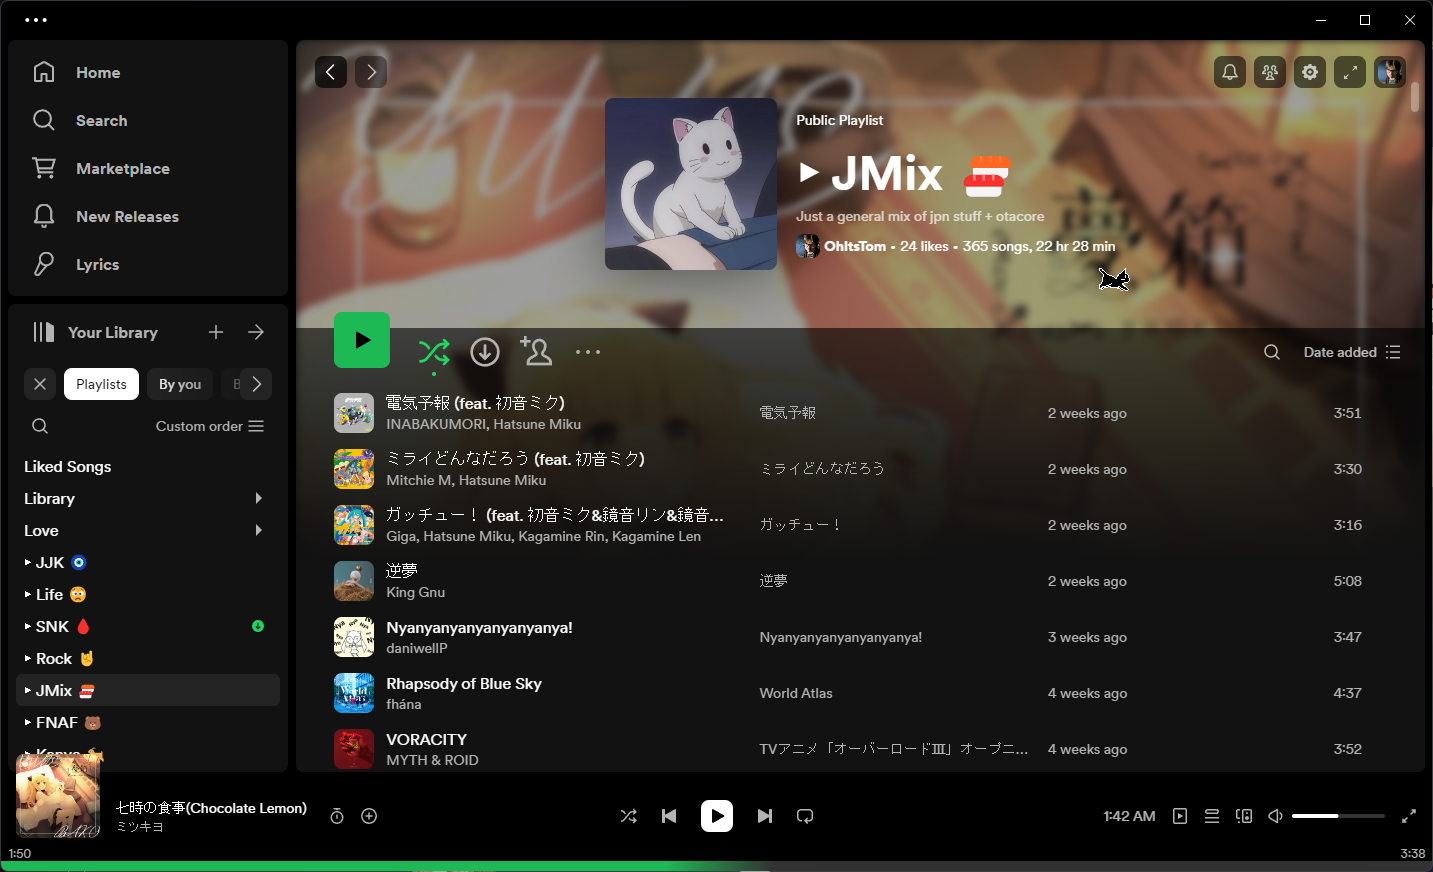 Home
Search
Marketplace
New Releases
Lyrics
Your Library
Playlists
By you
Custom order
Liked Songs
Library
Love
JJK 🧿
Life 😳
SNK 🩸
Rock 🤘
JMix 🍣
FNAF 🐻
Public Playlist
▸ JMix 🍣
Just a general mix of jpn stuff + otacore
OhItsTom • 24 likes • 365 songs, 22 hr 28 min
Date added
電気予報 (feat. 初音ミク)
INABAKUMORI, Hatsune Miku
電気予報
2 weeks ago
3:51
ミライどんなだろう (feat. 初音ミク)
Mitchie M, Hatsune Miku
ミライどんなだろう
2 weeks ago
3:30
ガッチュー！ (feat. 初音ミク&鏡音リン&鏡音...
Giga, Hatsune Miku, Kagamine Rin, Kagamine Len
ガッチュー！
2 weeks ago
3:16
逆夢
King Gnu
逆夢
2 weeks ago
5:08
Nyanyanyanyanyanyanya!
daniwellP
Nyanyanyanyanyanyanya!
3 weeks ago
3:47
Rhapsody of Blue Sky
fhána
World Atlas
4 weeks ago
4:37
VORACITY
MYTH & ROID
TVアニメ「オーバーロードⅢ」オープニ...
4 weeks ago
3:52
七時の食事(Chocolate Lemon)
ミツキヨ
1:42 AM
1:50
3:38